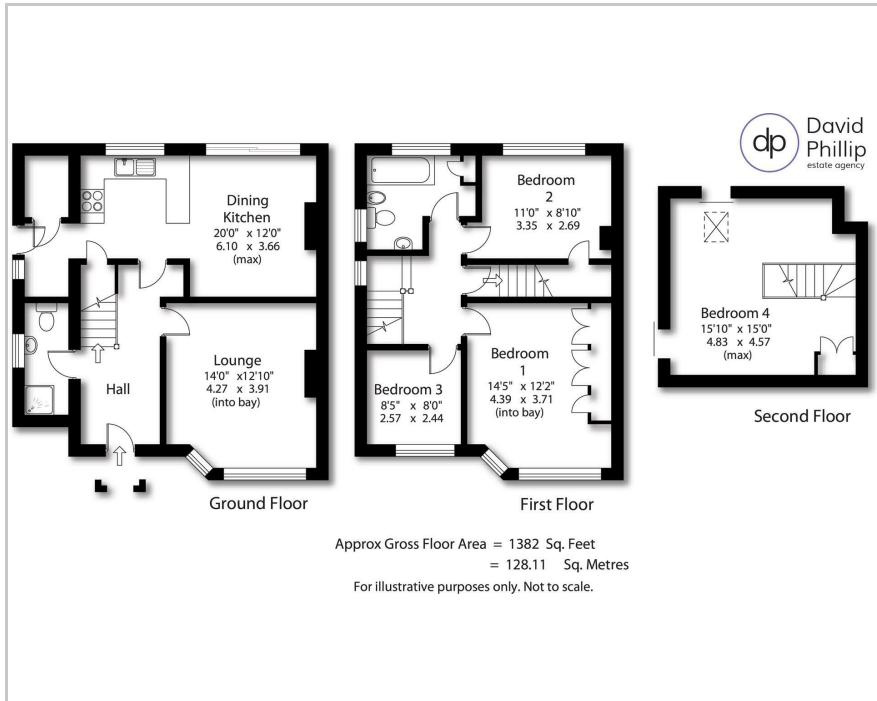 dp
David
Phillip
estate agency
Dining
Kitchen
20'0" x 12'0"
6.10 x 3.66
(max)
Lounge
14'0" x12'10"
4.27 x 3.91
(into bay)
Hall
Ground Floor
Bedroom
2
11'0" x 8'10"
3.35 x 2.69
Bedroom
1
14'5" x 12'2"
4.39 x 3.71
(into bay)
Bedroom 3
8'5" x 8'0"
2.57 x 2.44
First Floor
Bedroom 4
15'10" x 15'0"
4.83 x 4.57
(max)
Second Floor
Approx Gross Floor Area = 1382 Sq. Feet
= 128.11 Sq. Metres
For illustrative purposes only. Not to scale.